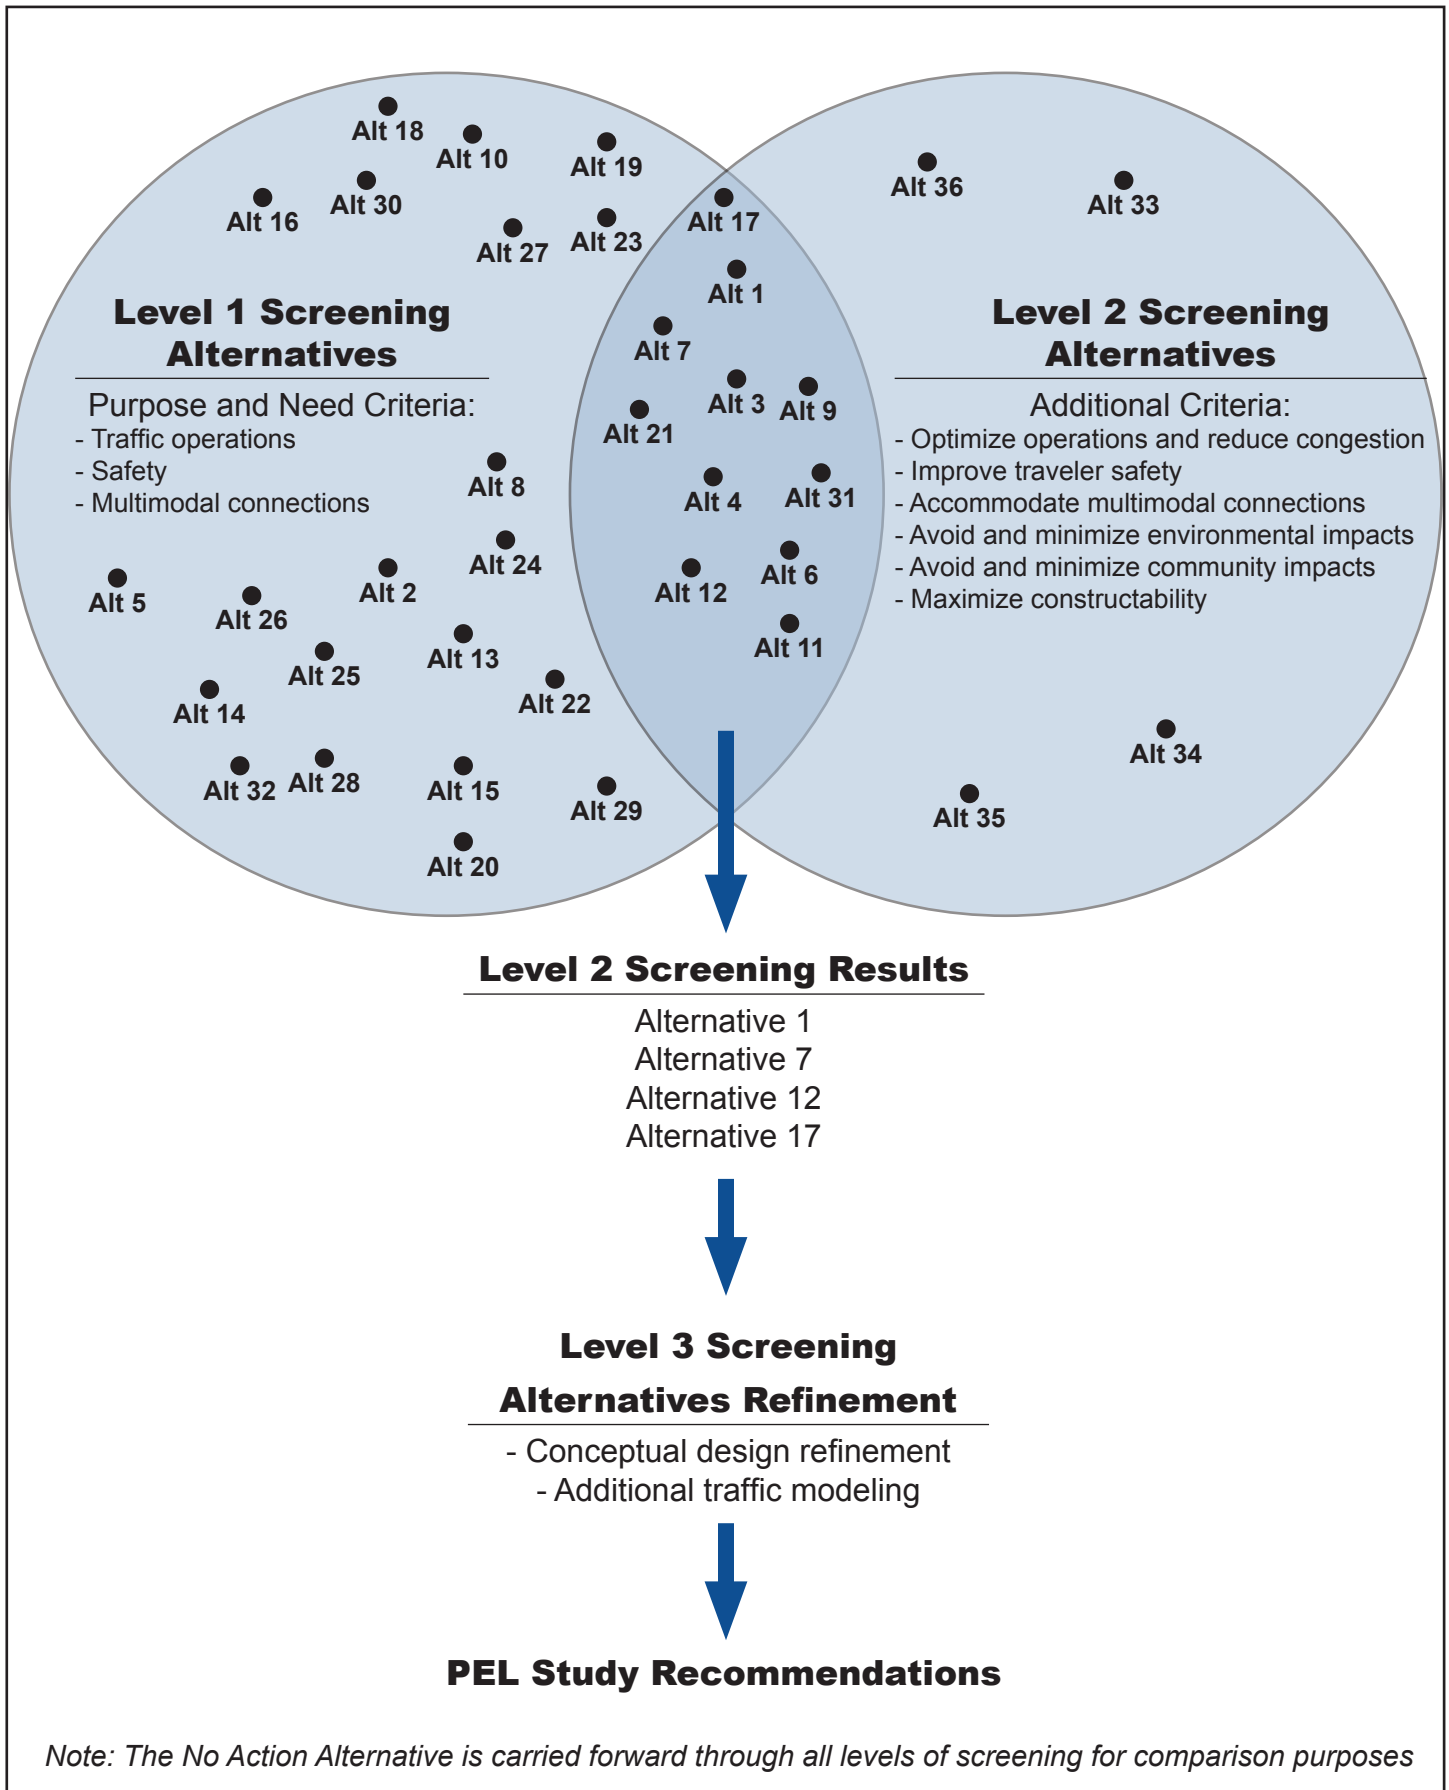 Alt 18
Alt 10
Alt 19
Alt 16
Alt 30
Alt 27
Alt 23
Alt 17
Alt 36
Alt 33
Alt 1
Level 1 Screening
Alternatives
Purpose and Need Criteria:
- Traffic operations
- Safety
- Multimodal connections
Alt 7
Alt 3
Alt 9
Alt 21
Alt 4
Alt 31
Alt 6
Alt 12
Alt 11
Level 2 Screening
Alternatives
Additional Criteria:
- Optimize operations and reduce congestion
- Improve traveler safety
- Accommodate multimodal connections
- Avoid and minimize environmental impacts
- Avoid and minimize community impacts
- Maximize constructability
Alt 8
Alt 24
Alt 2
Alt 5
Alt 26
Alt 13
Alt 25
Alt 22
Alt 14
Alt 32
Alt 28
Alt 15
Alt 29
Alt 20
Alt 34
Alt 35
Level 2 Screening Results
Alternative 1
Alternative 7
Alternative 12
Alternative 17
Level 3 Screening
Alternatives Refinement
- Conceptual design refinement
- Additional traffic modeling
PEL Study Recommendations
Note: The No Action Alternative is carried forward through all levels of screening for comparison purposes